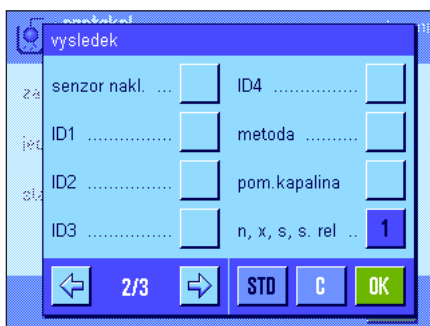 vysledek
senzor nakl. ...
ID4 ...............
ID1 ...............
metoda .........
ID2 ...............
pom.kapalina
ID3 ...............
n, x, s, s. rel .. 1
2/3 STD C OK